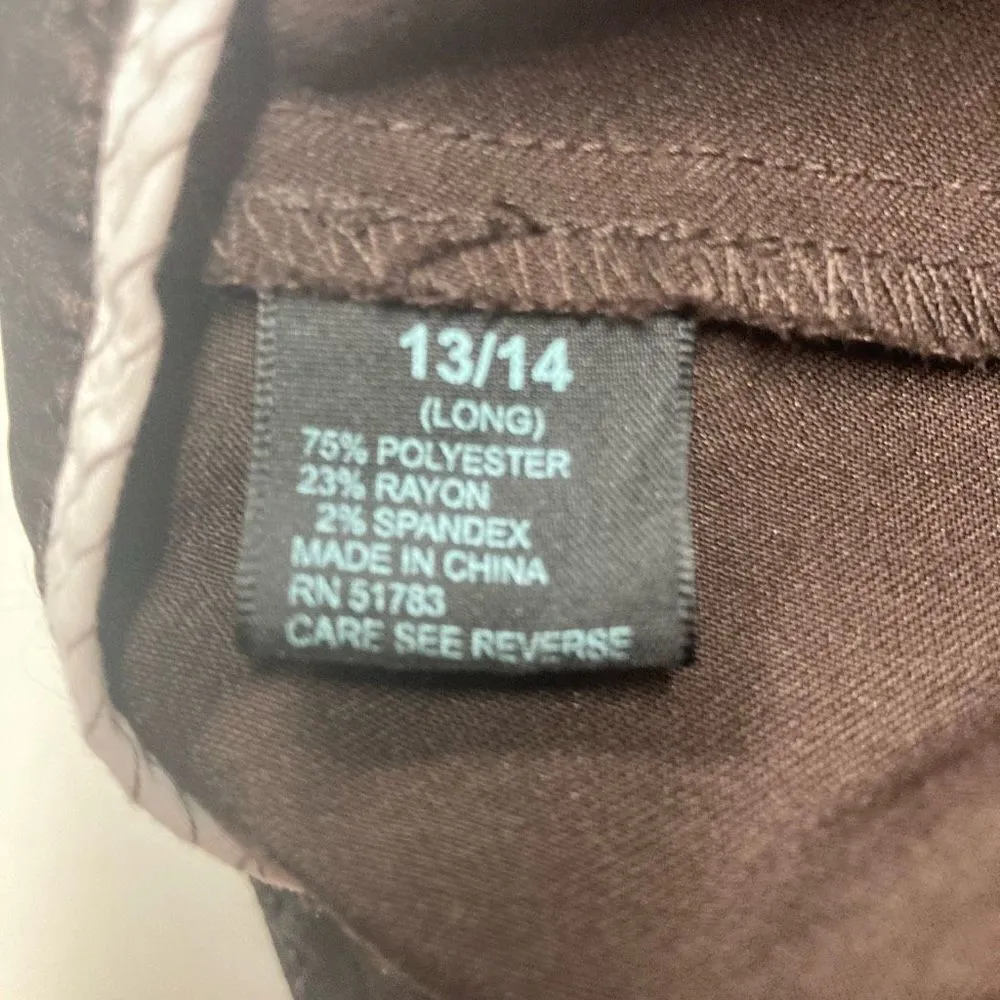 13/14
(LONG)
75% POLYESTER
23% RAYON
2% SPANDEX
MADE IN CHINA
RN 51783
CARE SEE REVERSE